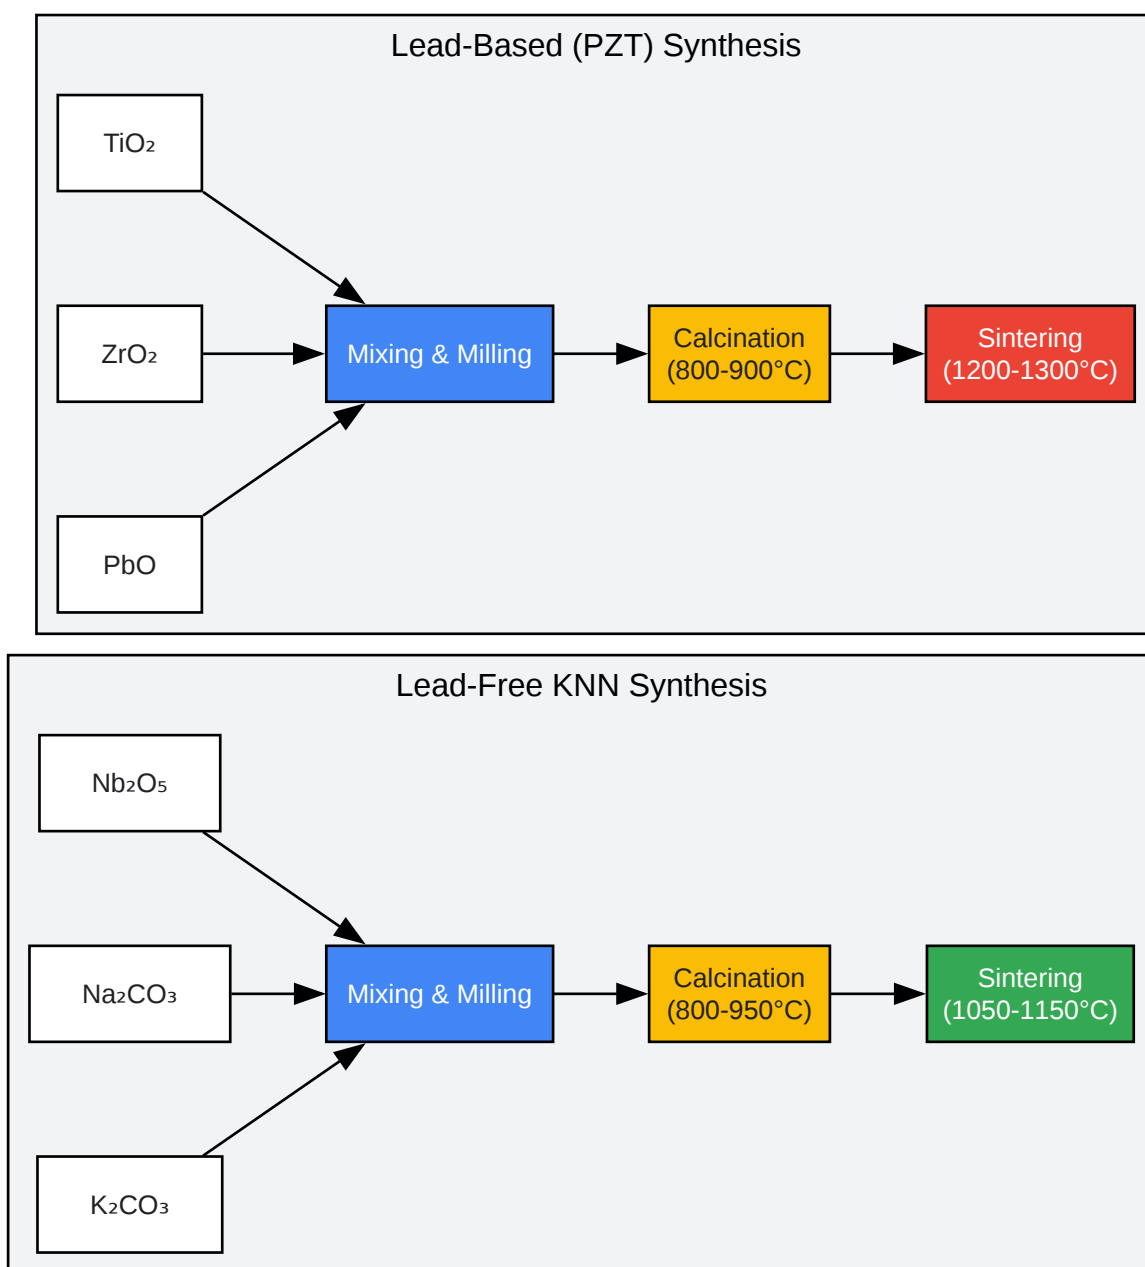 Lead-Based (PZT) Synthesis
TiO₂
ZrO₂
Mixing & Milling
Calcination
(800-900°C)
Sintering
(1200-1300°C)
PbO
Lead-Free KNN Synthesis
Nb₂O₅
Na₂CO₃
Mixing & Milling
Calcination
(800-950°C)
Sintering
(1050-1150°C)
K₂CO₃